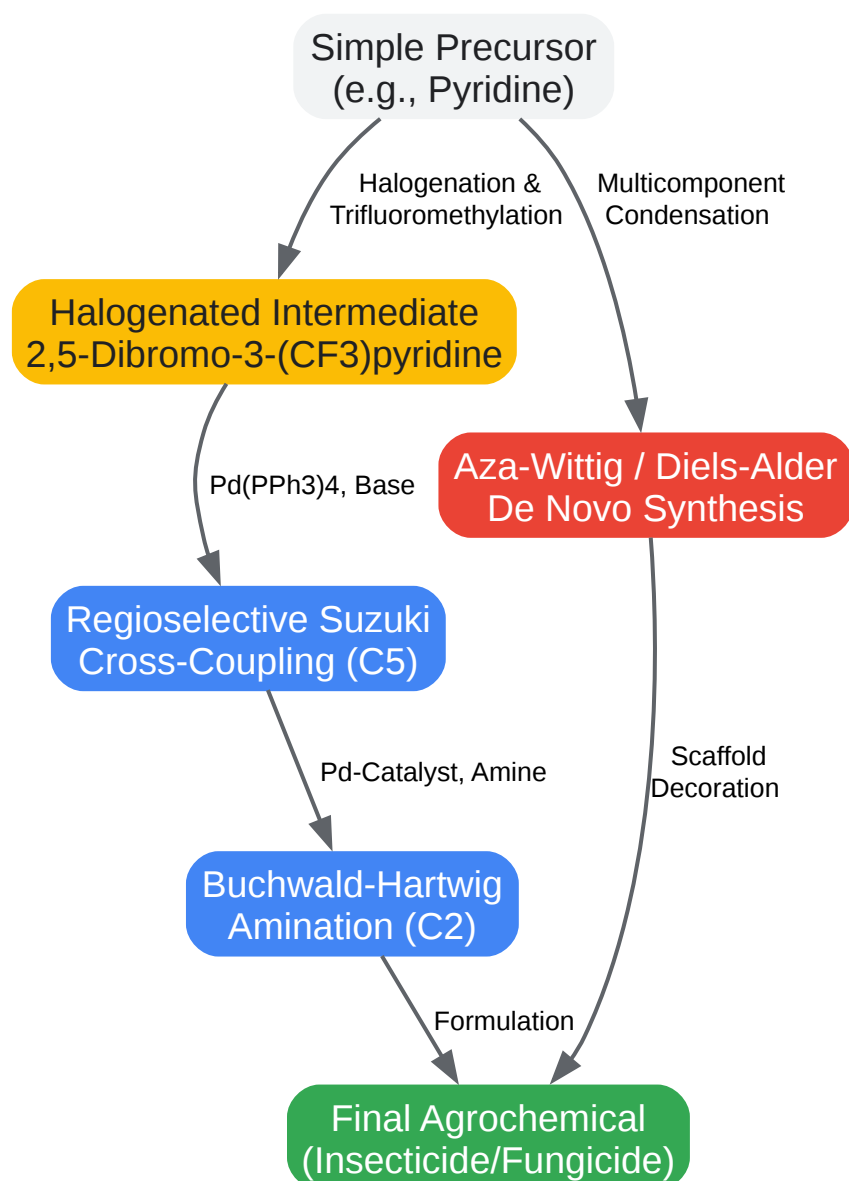 Simple Precursor
(e.g., Pyridine)
Halogenation &
Trifluoromethylation
Multicomponent
Condensation
Halogenated Intermediate
2,5-Dibromo-3-(CF3)pyridine
Pd(PPh3)4, Base
Aza-Wittig / Diels-Alder
De Novo Synthesis
Regioselective Suzuki
Cross-Coupling (C5)
Pd-Catalyst, Amine
Scaffold
Decoration
Buchwald-Hartwig
Amination (C2)
Formulation
Final Agrochemical
(Insecticide/Fungicide)